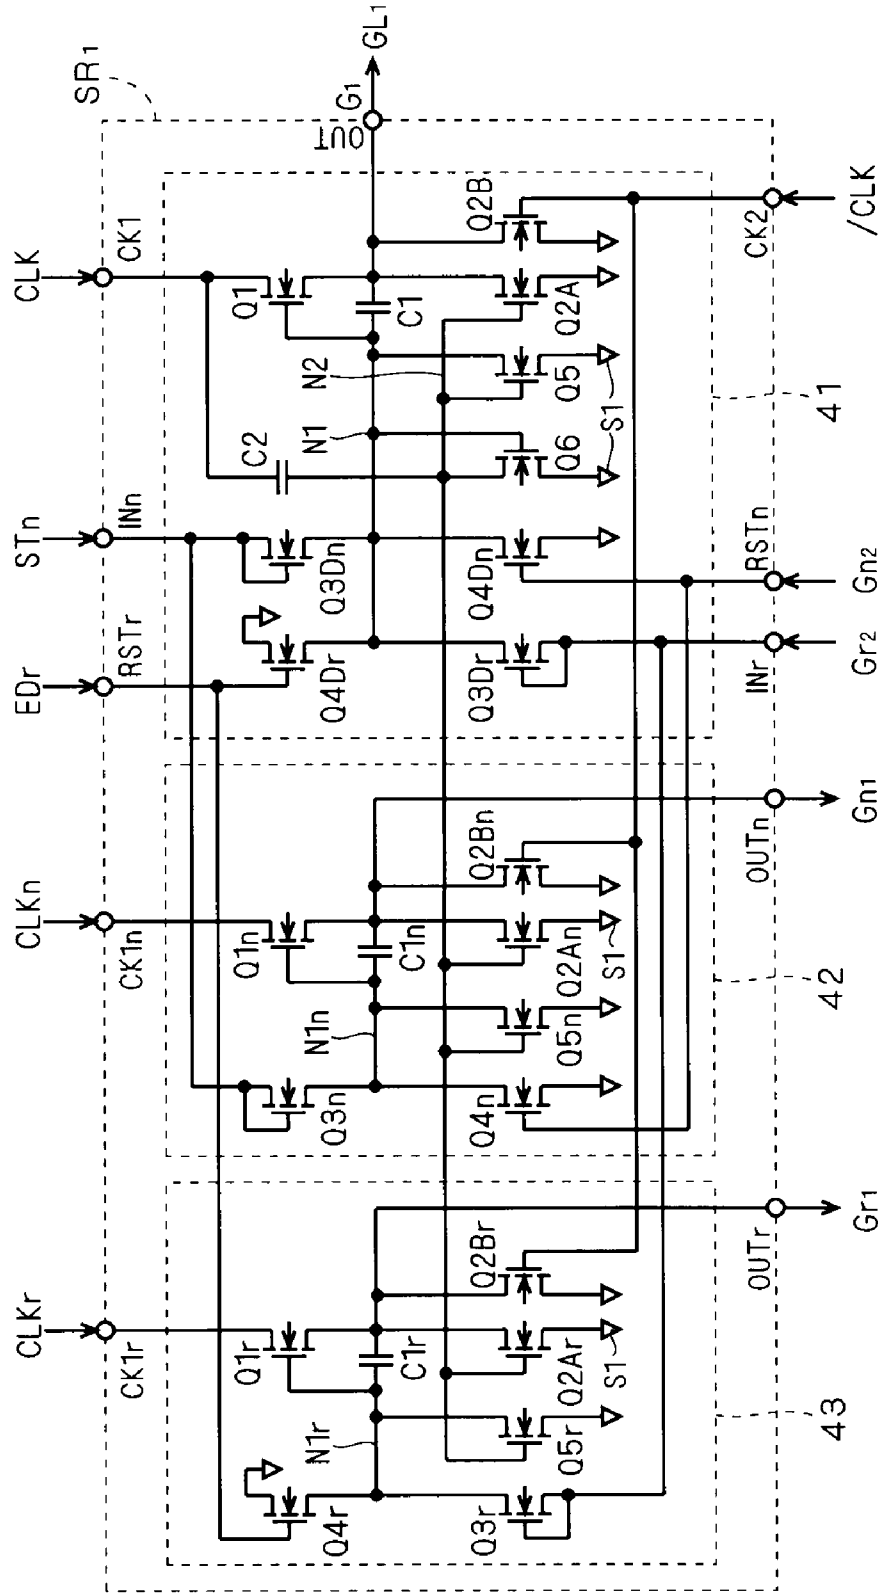 SR1
CLK
STn
EDr
CLKn
CLKr
CK1
INn
RSTr
CK1n
CK1r
Q1
C2
N1
N2
C1
OUT
G1
GL1
Q3Dn
Q4Dr
Q1n
C1n
N1n
Q3n
Q1r
C1r
N1r
Q4r
Q2B
Q2A
Q5
Q6
S1
Q4Dn
Q3Dr
Q2Bn
Q2An
S1
Q5n
Q4n
Q2Br
Q2Ar
S1
Q5r
Q3r
41
42
43
CK2
/CLK
RSTn
Gn2
INr
Gr2
OUTn
Gn1
OUTr
Gr1